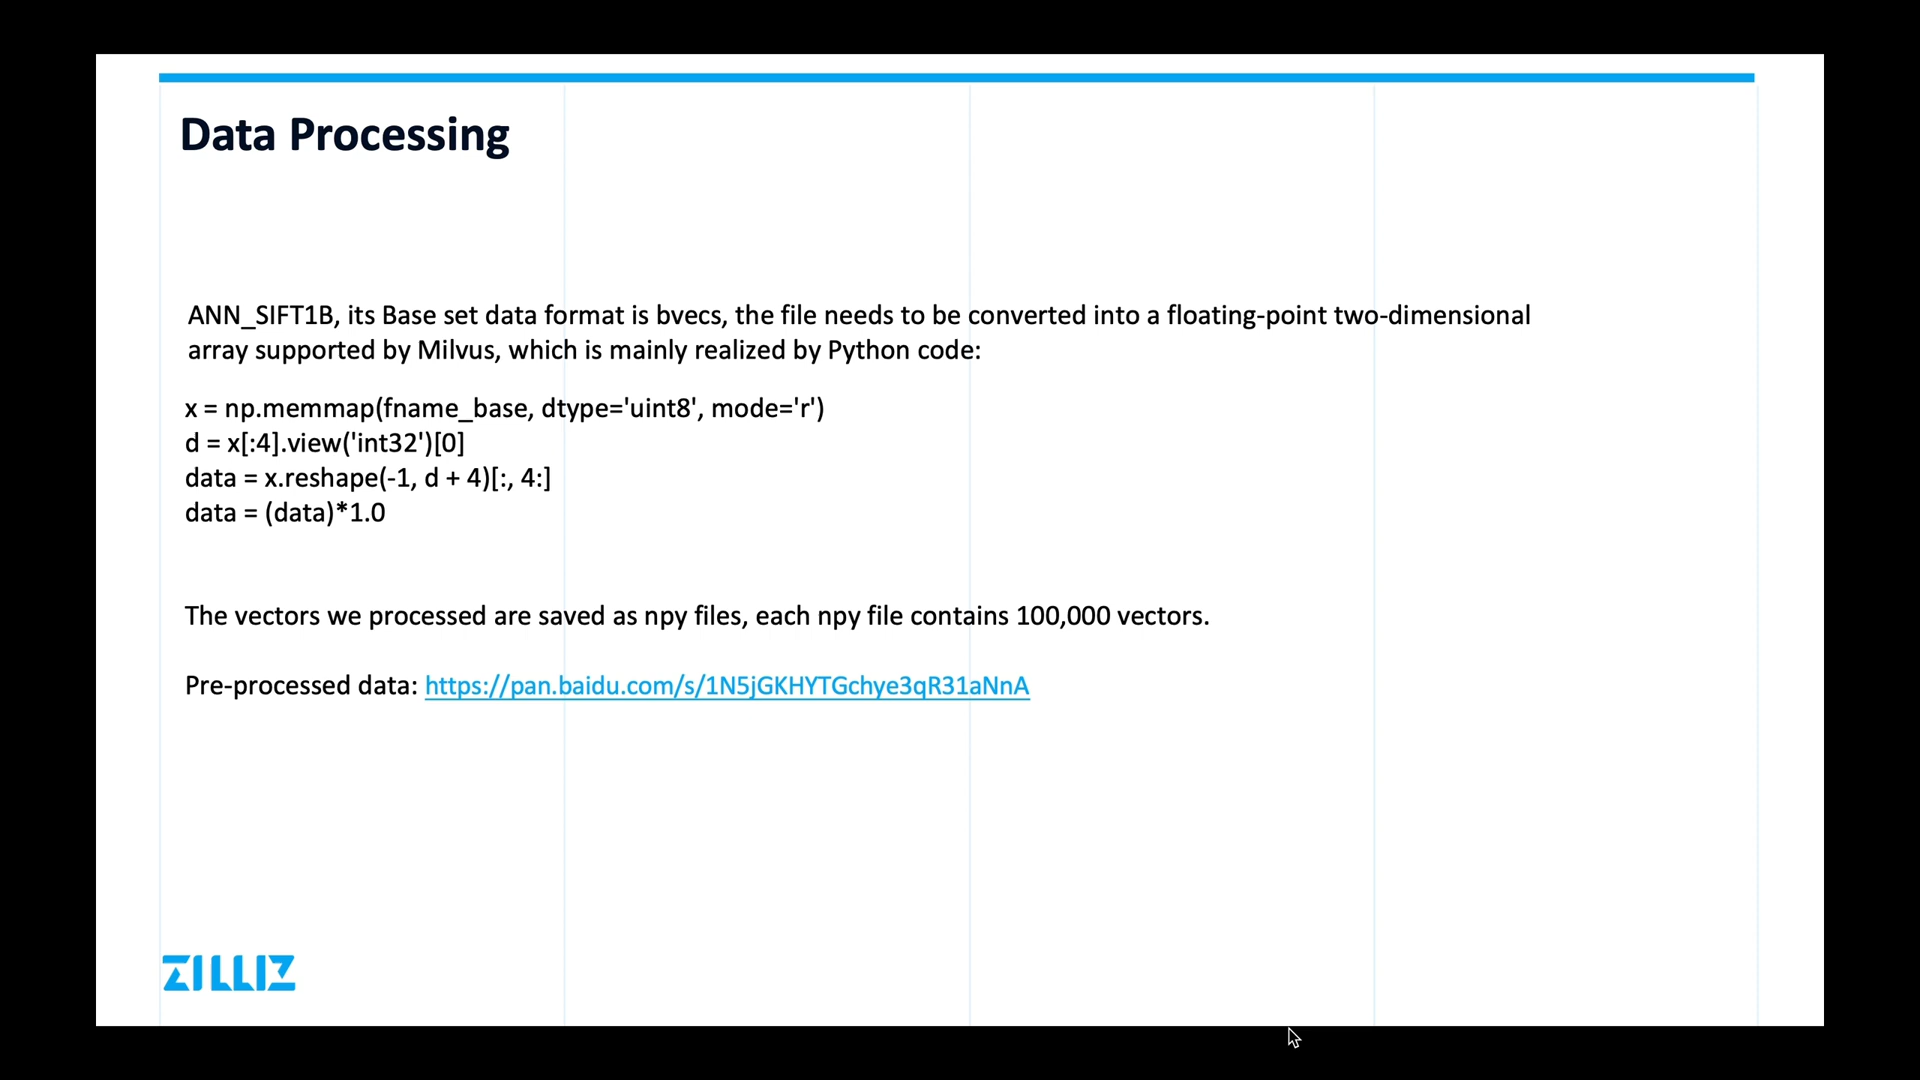 Data Processing
ANN_SIFT1B, its Base set data format is bvecs, the file needs to be converted into a floating-point two-dimensional
array supported by Milvus, which is mainly realized by Python code:
x = np.memmap(fname_base, dtype='uint8', mode='r')
d = x[:4].view('int32')[0]
data = x.reshape(-1, d + 4)[:, 4:]
data = (data)*1.0
The vectors we processed are saved as npy files, each npy file contains 100,000 vectors.
Pre-processed data: https://pan.baidu.com/s/1N5jGKHYTGchye3qR31aNnA
ZILLIZ